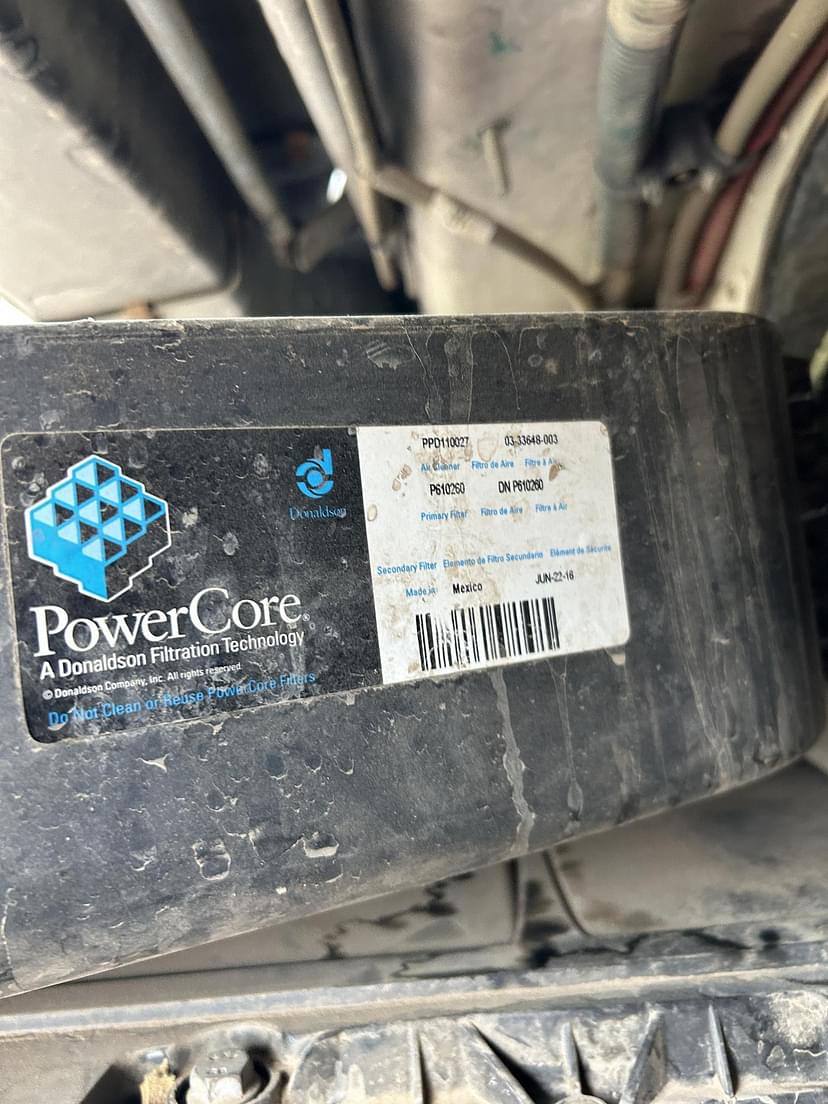 Donaldson
PowerCore®
A Donaldson Filtration Technology
© Donaldson Company, Inc. All rights reserved.
Do Not Clean or Reuse PowerCore Filters
PPD110027 03-33648-003
Air Cleaner Filtro de Aire Filtre à
P610260 DN P610260
Primary Filter Filtro de Aire Filtre à Air
Secondary Filter Elemento de Filtro Secundario Elément de Sécurité
Made in Mexico JUN-22-16